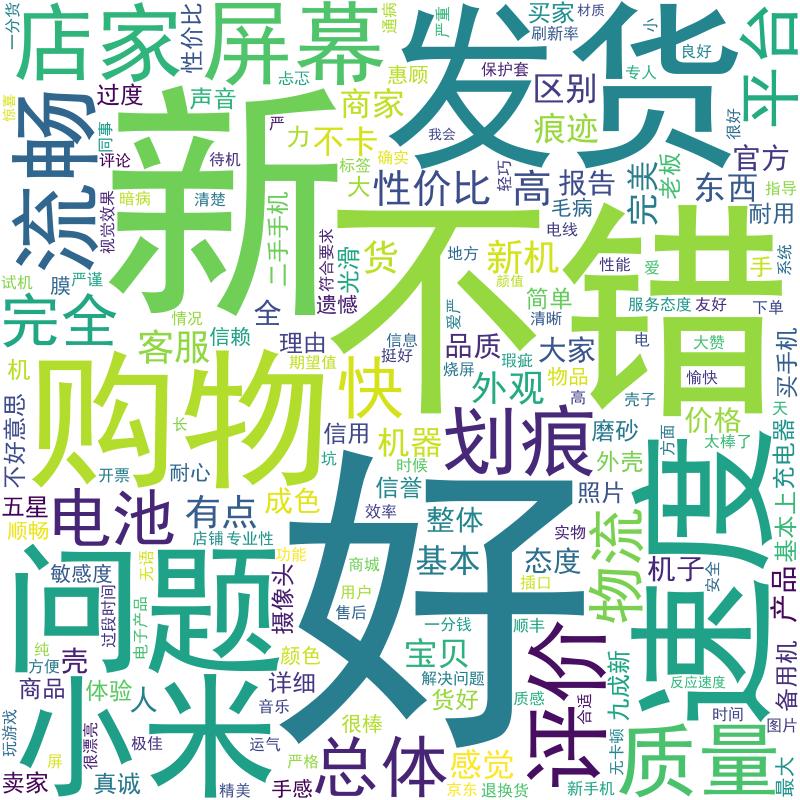 店家
屏幕
发货
平台
流畅
新
不错
购物
好
速度
问题
小米
评价
质量
总体
划痕
电池
完全
快
物流
性价比
高
报告
完美
东西
官方
老板
耐用
区别
痕迹
买家
刷新率
材质
小
良好
专人
很好
指导
保护套
惠顾
商家
力
不卡
声音
过度
性价比
一分货
惊喜
忐忑
通病
严重
我会
同事
评论
待机
严
标签
确实
大
轻巧
毛病
电线
视觉效果
暗病
清楚
二手手机
符合要求
光滑
货
新机
地方
性能
爱
手
系统
试机
膜
严谨
全
遗憾
简单
颜值
服务态度
友好
下单
情况
信赖
客服
理由
信息
爱严
清晰
电
大赞
挺好
品质
瑕疵
大家
期望值
烧屏
物品
愉快
买手机
机
外观
高
壳子
价格
天
长
信用
机器
磨砂
方面
太棒了
不好意思
开票
耐心
坑
时候
外壳
充电器
基本上
五星
有点
成色
信誉
照片
顺畅
店铺
专业性
效率
整体
实物
功能
基本
态度
机子
安全
产品
敏感度
无语
摄像头
商城
插口
过段时间
电子产品
用户
售后
一分钱
顺丰
纯
方便
壳
颜色
宝贝
解决问题
九成新
反应速度
备用机
商品
体验
人
详细
货好
质感
合适
音乐
时间
图片
玩游戏
屏
很漂亮
极佳
运气
很棒
无卡顿
卖家
真诚
精美
手感
严格
感觉
京东
退换货
新手机
最大